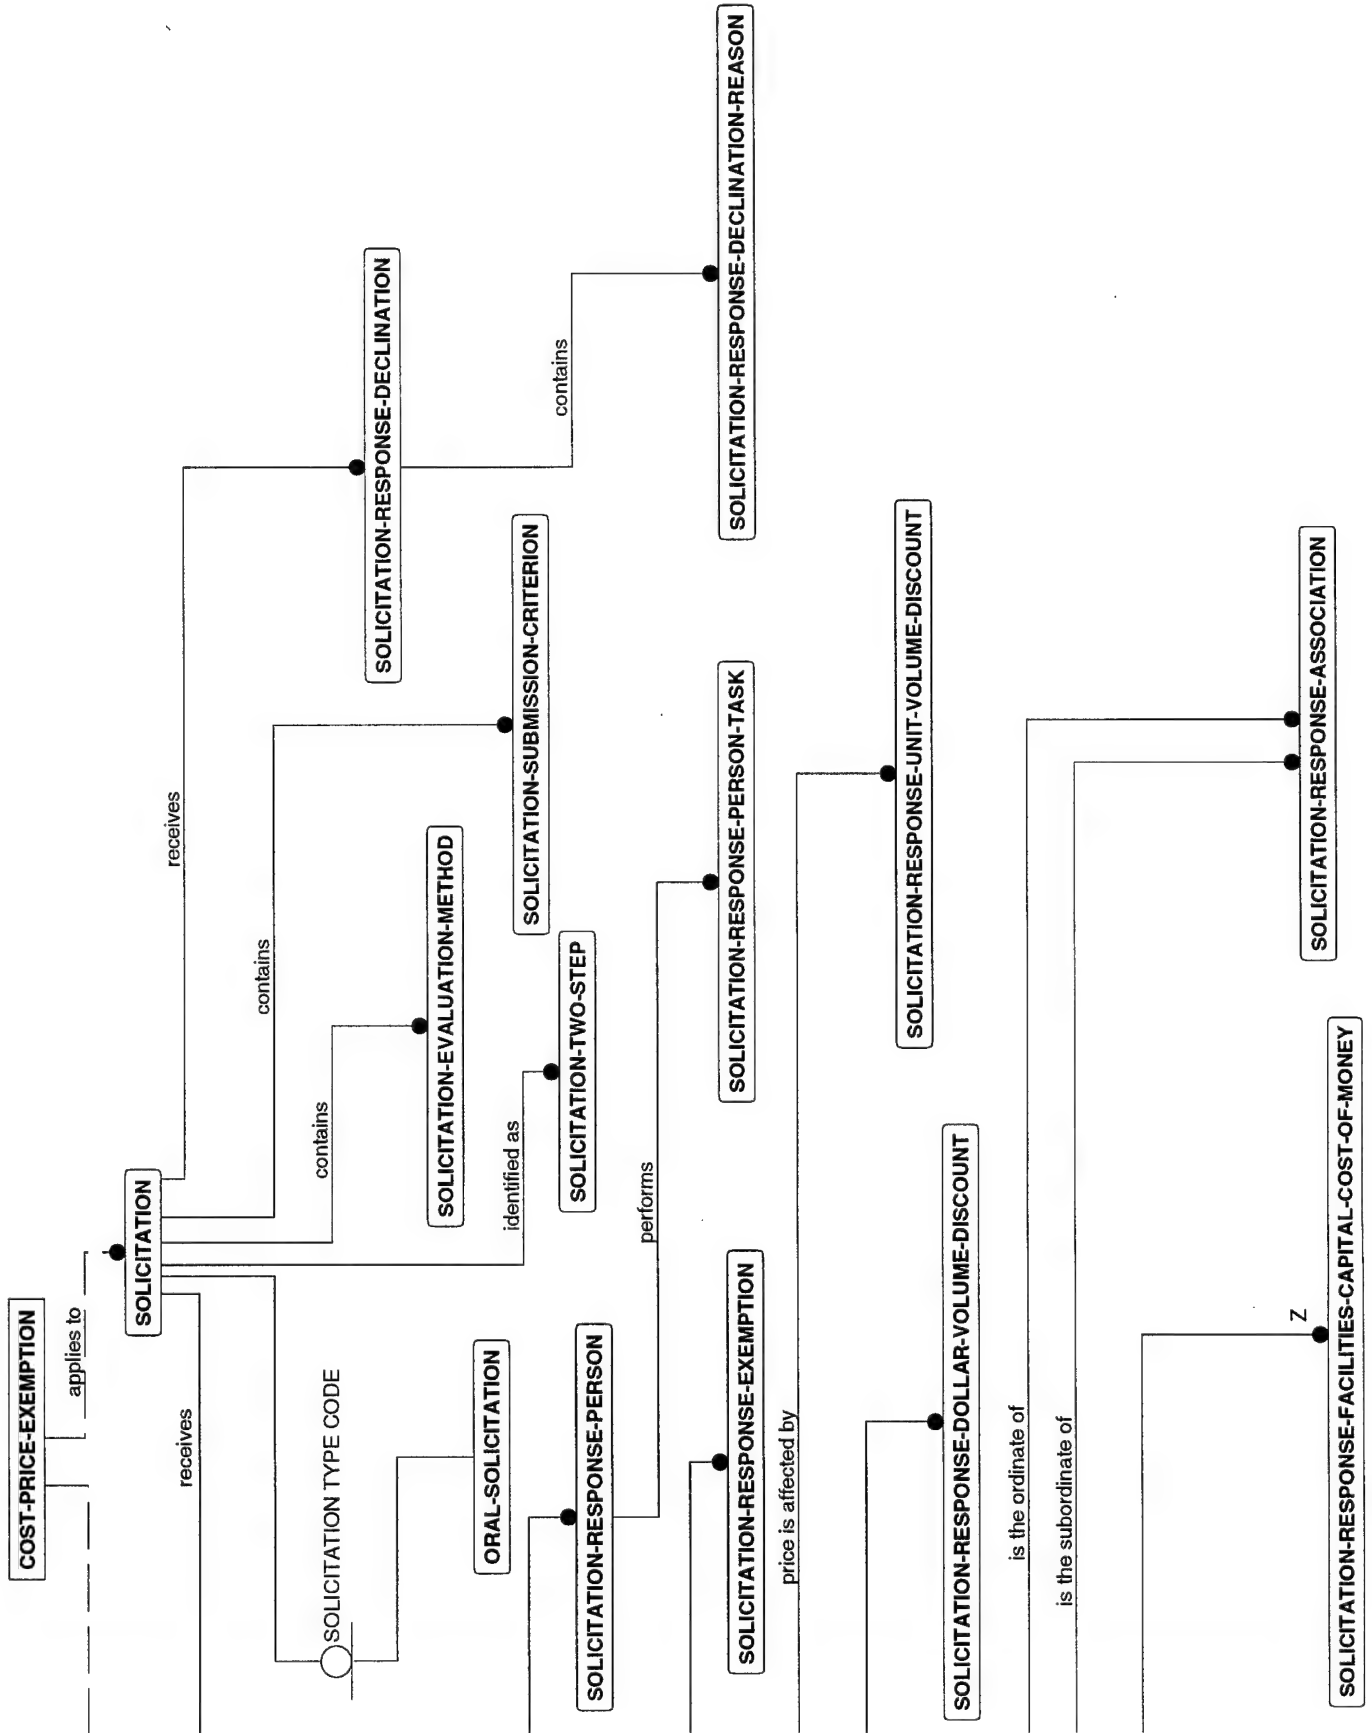 COST-PRICE-EXEMPTION
applies to
SOLICITATION
receives
receives
contains
contains
identified as
SOLICITATION TYPE CODE
SOLICITATION-RESPONSE-DECLINATION
SOLICITATION-EVALUATION-METHOD
SOLICITATION-SUBMISSION-CRITERION
ORAL-SOLICITATION
SOLICITATION-TWO-STEP
contains
SOLICITATION-RESPONSE-PERSON
performs
SOLICITATION-RESPONSE-EXEMPTION
SOLICITATION-RESPONSE-PERSON-TASK
SOLICITATION-RESPONSE-DECLINATION-REASON
price is affected by
SOLICITATION-RESPONSE-UNIT-VOLUME-DISCOUNT
SOLICITATION-RESPONSE-DOLLAR-VOLUME-DISCOUNT
is the ordinate of
is the subordinate of
SOLICITATION-RESPONSE-ASSOCIATION
Z
SOLICITATION-RESPONSE-FACILITIES-CAPITAL-COST-OF-MONEY